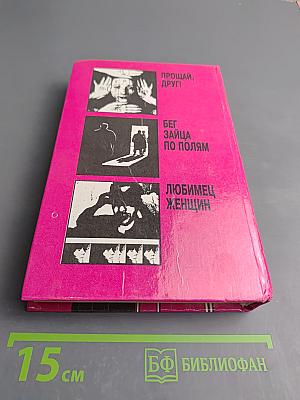 ПРОЩАЙ,
ДРУГ!
БЕГ
ЗАЙЦА
ПО ПОЛЯМ
ЛЮБИМЕЦ
ЖЕНЩИН
15 см
БФ БИБЛИОФАН